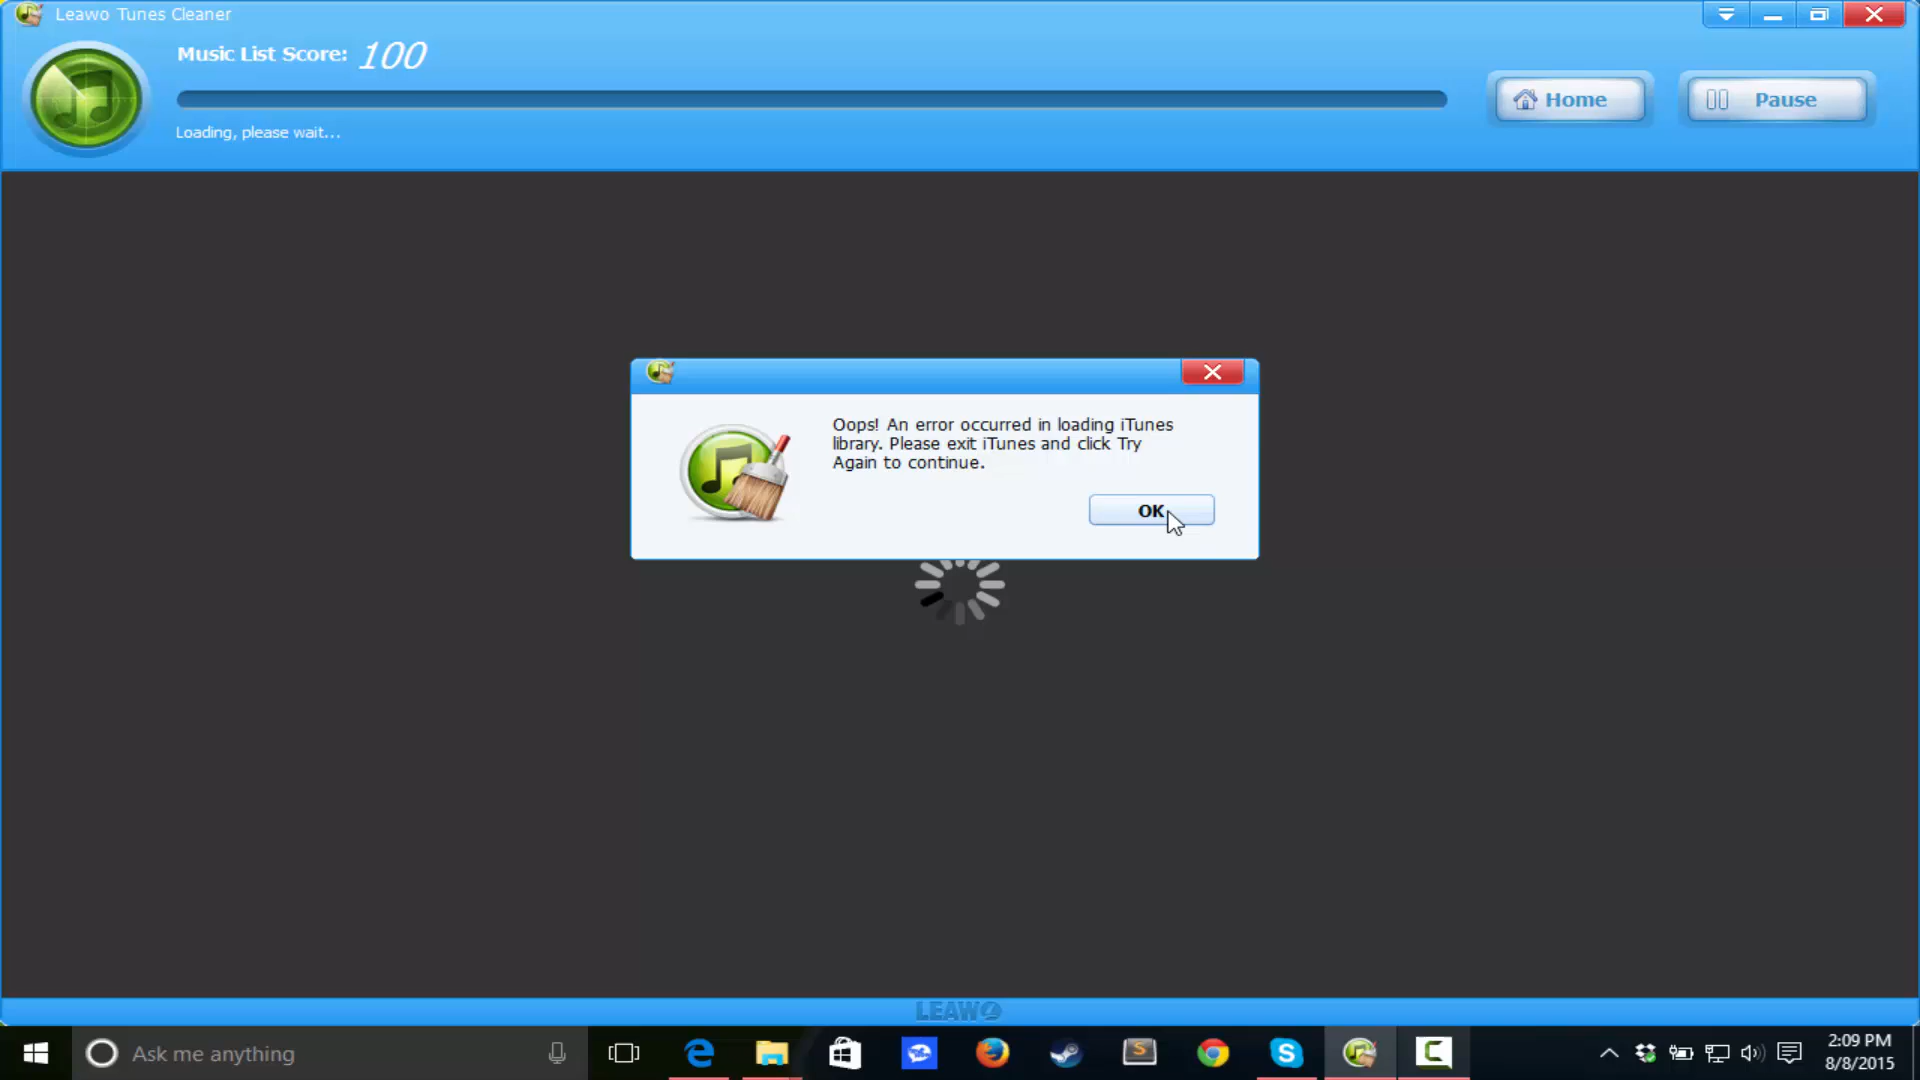 Leawo Tunes Cleaner
Music List Score: 100
Home
Pause
Loading, please wait...
Oops! An error occurred in loading iTunes
library. Please exit iTunes and click Try
Again to continue.
OK
LEAWO
Ask me anything
2:09 PM
8/8/2015